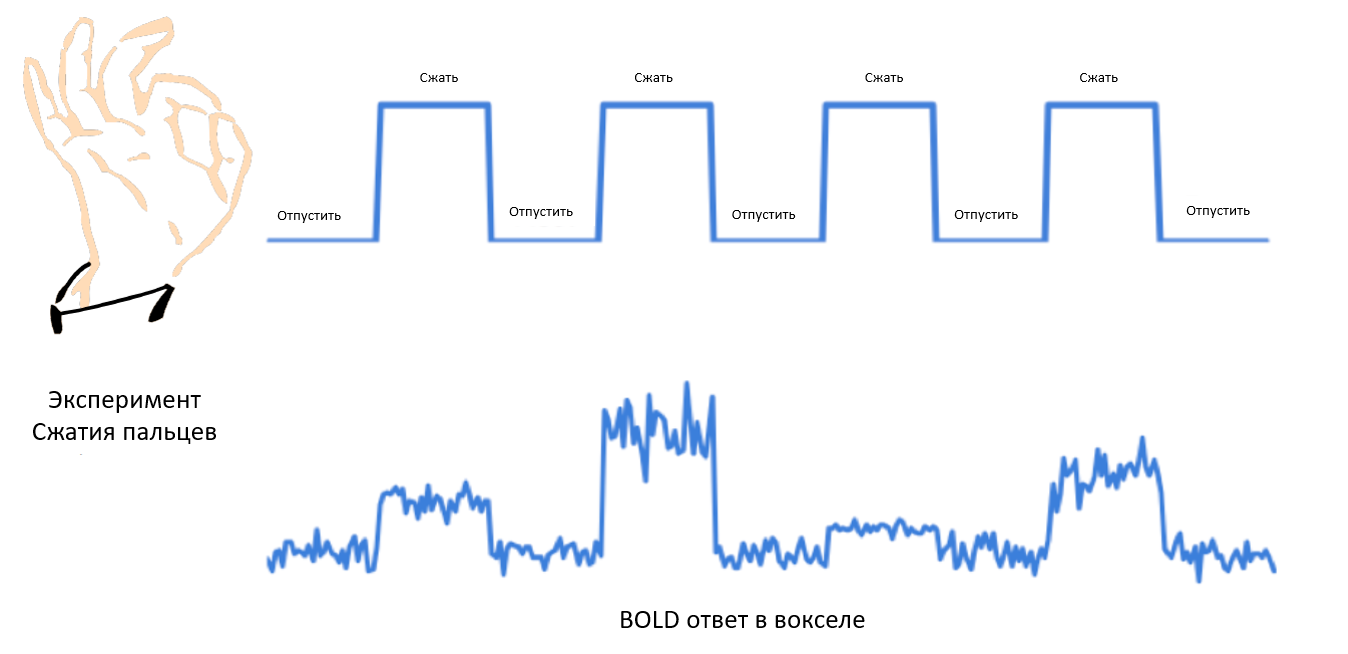 Сжать
Сжать
Сжать
Сжать
Отпустить
Отпустить
Отпустить
Отпустить
Отпустить
Эксперимент
Сжатия пальцев
BOLD ответ в вокселе